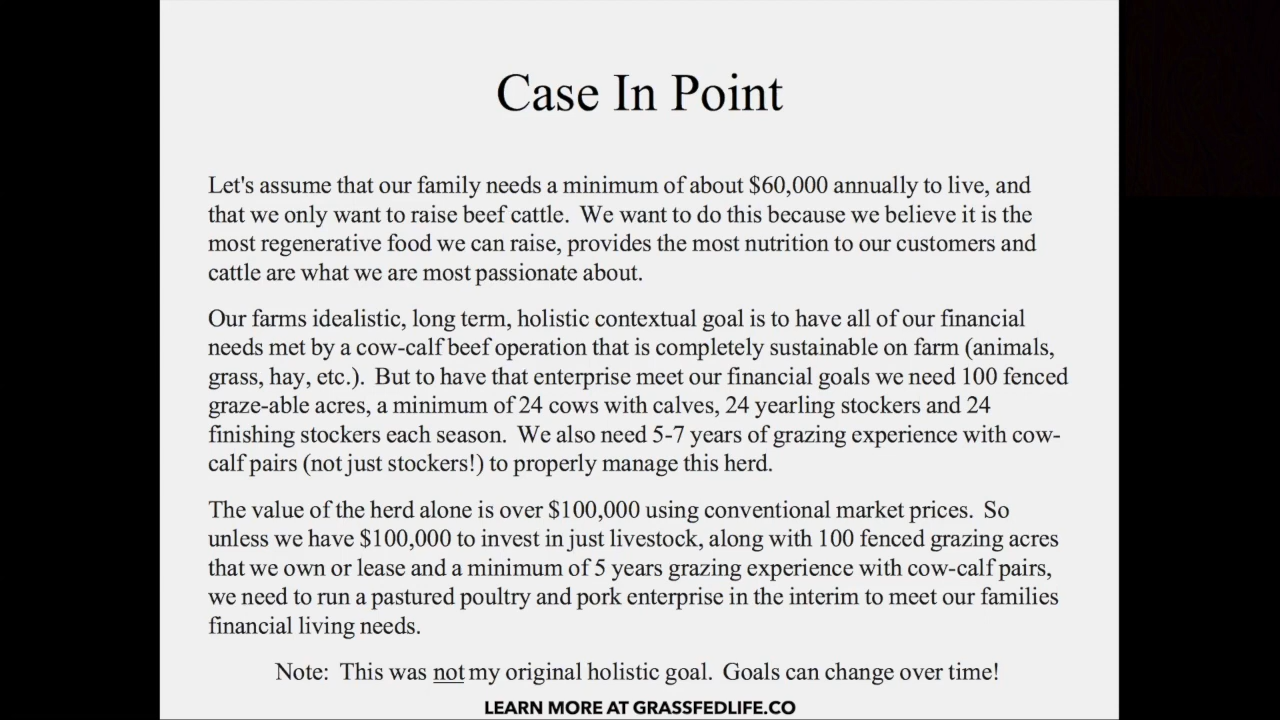 Case In Point
Let's assume that our family needs a minimum of about $60,000 annually to live, and
that we only want to raise beef cattle.  We want to do this because we believe it is the
most regenerative food we can raise, provides the most nutrition to our customers and
cattle are what we are most passionate about.
Our farms idealistic, long term, holistic contextual goal is to have all of our financial
needs met by a cow-calf beef operation that is completely sustainable on farm (animals,
grass, hay, etc.).  But to have that enterprise meet our financial goals we need 100 fenced
graze-able acres, a minimum of 24 cows with calves, 24 yearling stockers and 24
finishing stockers each season.  We also need 5-7 years of grazing experience with cow-
calf pairs (not just stockers!) to properly manage this herd.
The value of the herd alone is over $100,000 using conventional market prices.  So
unless we have $100,000 to invest in just livestock, along with 100 fenced grazing acres
that we own or lease and a minimum of 5 years grazing experience with cow-calf pairs,
we need to run a pastured poultry and pork enterprise in the interim to meet our families
financial living needs.
Note:  This was not my original holistic goal.  Goals can change over time!
LEARN MORE AT GRASSFEDLIFE.CO